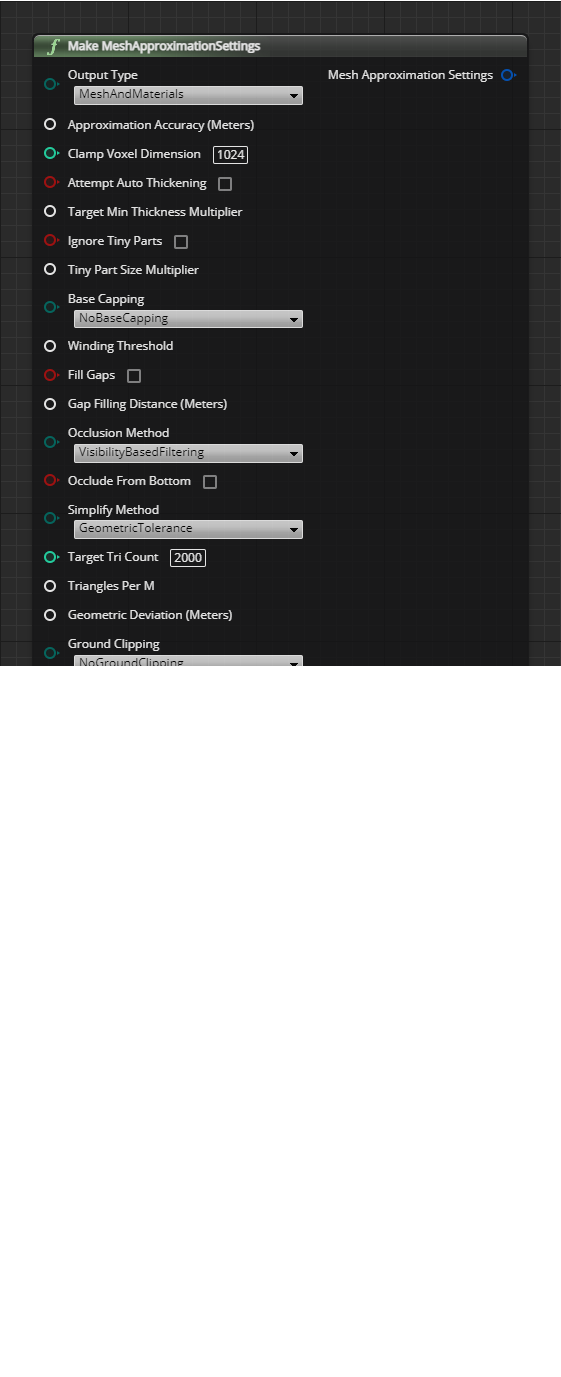 f Make MeshApproximationSettings
Output Type
Mesh Approximation Settings
MeshAndMaterials
Approximation Accuracy (Meters)
Clamp Voxel Dimension 1024
Attempt Auto Thickening
Target Min Thickness Multiplier
Ignore Tiny Parts
Tiny Part Size Multiplier
Base Capping
NoBaseCapping
Winding Threshold
Fill Gaps
Gap Filling Distance (Meters)
Occlusion Method
VisibilityBasedFiltering
Occlude From Bottom
Simplify Method
GeometricTolerance
Target Tri Count 2000
Triangles Per M
Geometric Deviation (Meters)
Ground Clipping
NoGroundClipping